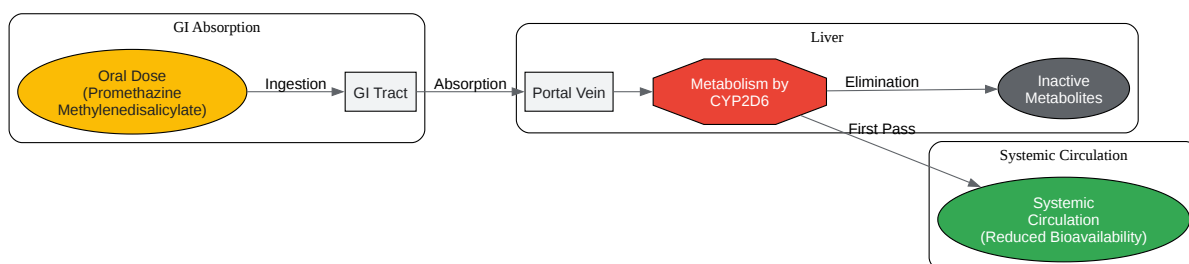 GI Absorption
Oral Dose
(Promethazine
Methylenedisalicylate)
Ingestion
GI Tract
Absorption
Liver
Portal Vein
Metabolism by
CYP2D6
Elimination
Inactive
Metabolites
First Pass
Systemic Circulation
Systemic
Circulation
(Reduced Bioavailability)